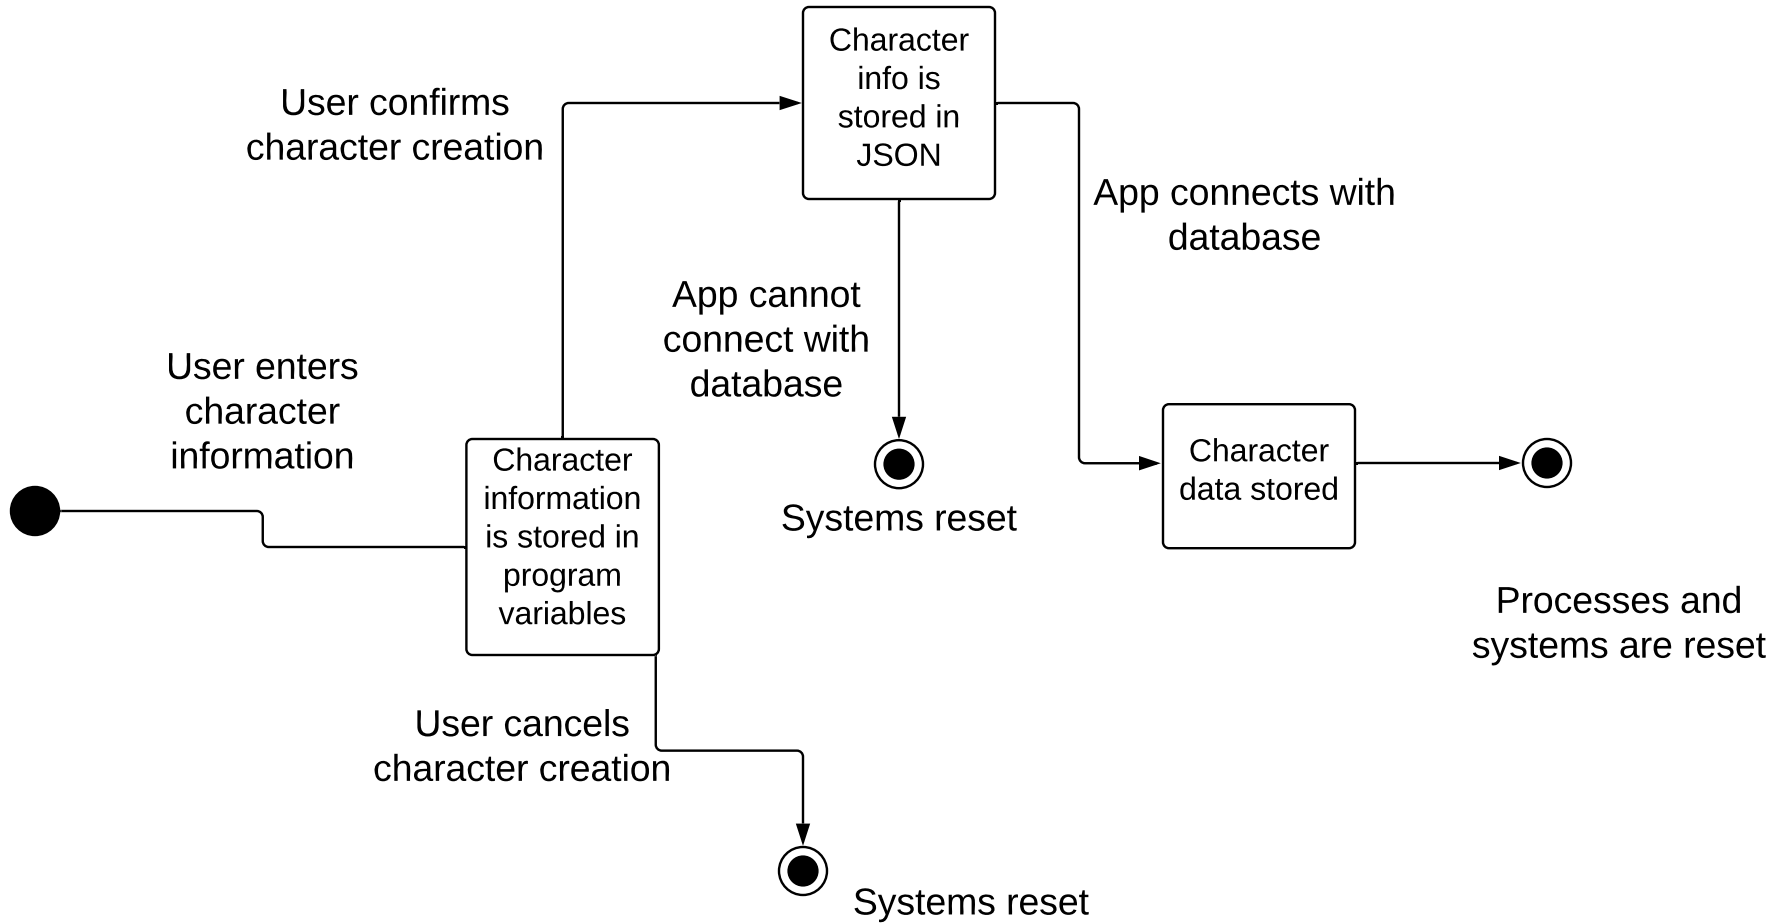 Character
info is
stored in
JSON
User confirms
character creation
App connects with
database
App cannot
connect with
database
User enters
character
information
Character
information
is stored in
program
variables
Systems reset
Character
data stored
Processes and
systems are reset
User cancels
character creation
Systems reset